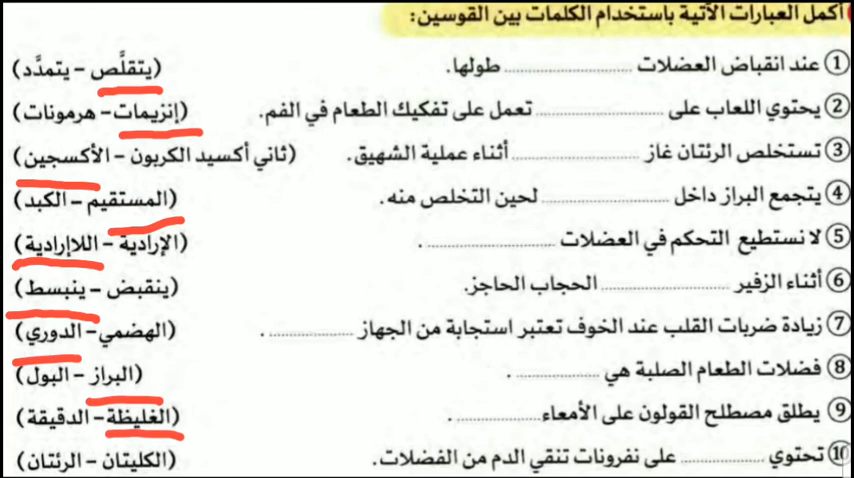 أكمل العبارات الآتية باستخدام الكلمات بين القوسين:
① عند انقباض العضلات ............ طولها. (يتقلَّص - يتمدَّد)
② يحتوي اللعاب على ............ تعمل على تفكيك الطعام في الفم. (إنزيمات - هرمونات)
③ تستخلص الرئتان غاز ............ أثناء عملية الشهيق. (ثاني أكسيد الكربون - الأكسجين)
④ يتجمع البراز داخل ............ لحين التخلص منه. (المستقيم - الكبد)
⑤ لا نستطيع التحكم في العضلات ............ . (الإرادية - اللاإرادية)
⑥ أثناء الزفير ............ الحجاب الحاجز. (ينقبض - ينبسط)
⑦ زيادة ضربات القلب عند الخوف تعتبر استجابة من الجهاز ............ . (الهضمي - الدوري)
⑧ فضلات الطعام الصلبة هي ............ . (البراز - البول)
⑨ يطلق مصطلح القولون على الأمعاء ............ . (الغليظة - الدقيقة)
⑩ تحتوي ............ على نفرونات تنقي الدم من الفضلات. (الكليتان - الرئتان)